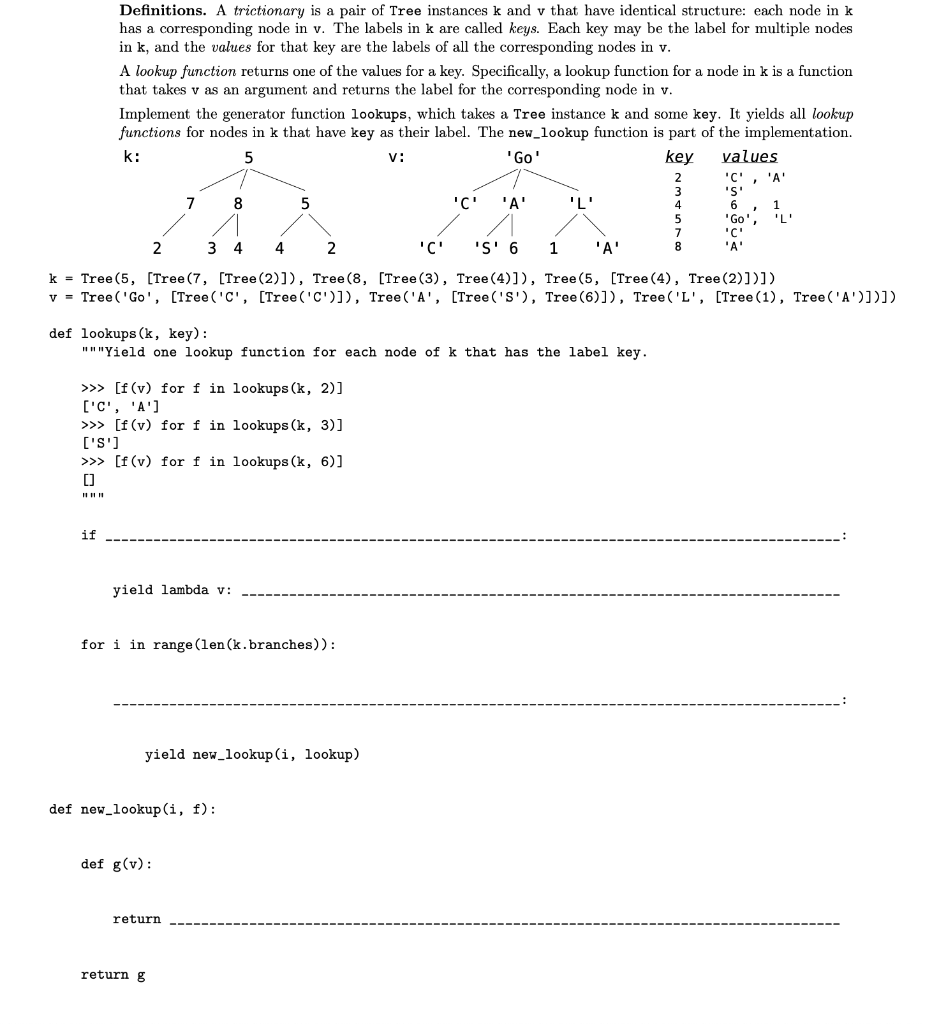 Definitions. A trictionary is a pair of Tree instances k and v that have identical structure: each node in k
has a corresponding node in v. The labels in k are called keys. Each key may be the label for multiple nodes
in k, and the values for that key are the labels of all the corresponding nodes in v.
A lookup function returns one of the values for a key. Specifically, a lookup function for a node in k is a function
that takes v as an argument and returns the label for the corresponding node in v.
Implement the generator function lookups, which takes a Tree instance k and some key. It yields all lookup
functions for nodes in k that have key as their label. The new_lookup function is part of the implementation.
k: 5 v: 'Go' key values
2 'C' , 'A'
3 'S'
7 8 5 'C' 'A' 'L' 4 6 , 1
5 'Go', 'L'
7 'C'
2 3 4 4 2 'C' 'S' 6 1 'A' 8 'A'
k = Tree(5, [Tree(7, [Tree(2)]), Tree(8, [Tree(3), Tree(4)]), Tree(5, [Tree(4), Tree(2)])])
v = Tree('Go', [Tree('C', [Tree('C')]), Tree('A', [Tree('S'), Tree(6)]), Tree('L', [Tree(1), Tree('A')])])
def lookups(k, key):
"""Yield one lookup function for each node of k that has the label key.
>>> [f(v) for f in lookups(k, 2)]
['C', 'A']
>>> [f(v) for f in lookups(k, 3)]
['S']
>>> [f(v) for f in lookups(k, 6)]
[]
"""
if ____________________:
yield lambda v: ____________________
for i in range(len(k.branches)):
____________________:
yield new_lookup(i, lookup)
def new_lookup(i, f):
def g(v):
return ____________________
return g